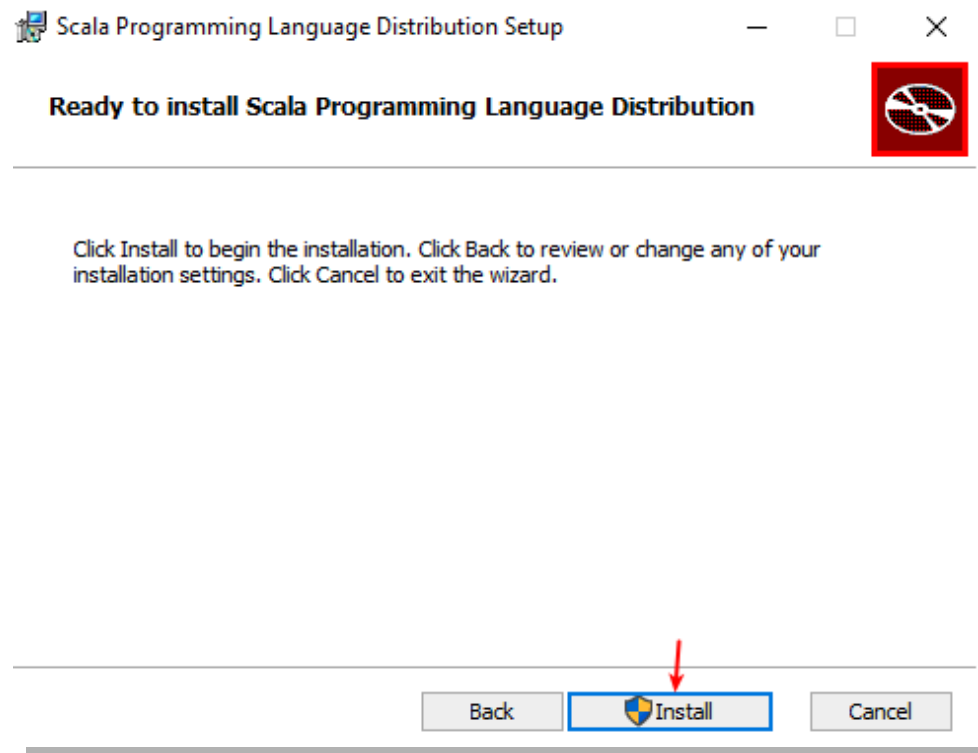 Scala Programming Language Distribution Setup
Ready to install Scala Programming Language Distribution
Click Install to begin the installation. Click Back to review or change any of your
installation settings. Click Cancel to exit the wizard.
Back
Install
Cancel